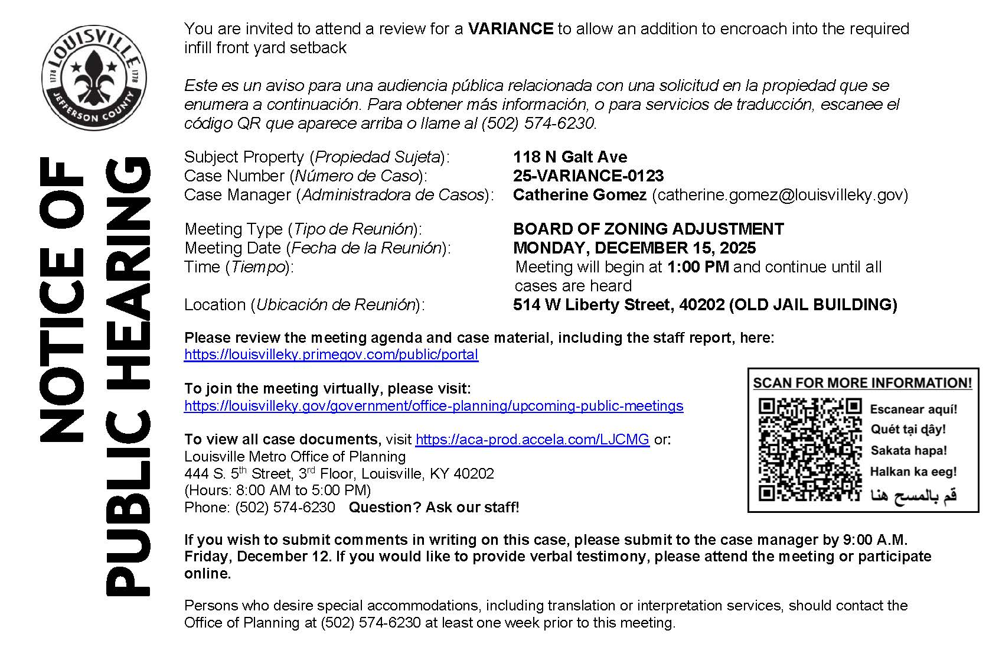 LOUISVILLE
1778
1778
JEFFERSON COUNTY
NOTICE OF
PUBLIC HEARING
You are invited to attend a review for a VARIANCE to allow an addition to encroach into the required
infill front yard setback
Este es un aviso para una audiencia pública relacionada con una solicitud en la propiedad que se
enumera a continuación. Para obtener más información, o para servicios de traducción, escanee el
código QR que aparece arriba o llame al (502) 574-6230.
Subject Property (Propiedad Sujeta): 118 N Galt Ave
Case Number (Número de Caso): 25-VARIANCE-0123
Case Manager (Administradora de Casos): Catherine Gomez (catherine.gomez@louisvilleky.gov)
Meeting Type (Tipo de Reunión): BOARD OF ZONING ADJUSTMENT
Meeting Date (Fecha de la Reunión): MONDAY, DECEMBER 15, 2025
Time (Tiempo): Meeting will begin at 1:00 PM and continue until all
cases are heard
Location (Ubicación de Reunión): 514 W Liberty Street, 40202 (OLD JAIL BUILDING)
Please review the meeting agenda and case material, including the staff report, here:
https://louisvilleky.primegov.com/public/portal
To join the meeting virtually, please visit:
https://louisvilleky.gov/government/office-planning/upcoming-public-meetings
To view all case documents, visit https://aca-prod.accela.com/LJCMG or:
Louisville Metro Office of Planning
444 S. 5th Street, 3rd Floor, Louisville, KY 40202
(Hours: 8:00 AM to 5:00 PM)
Phone: (502) 574-6230 Question? Ask our staff!
SCAN FOR MORE INFORMATION!
Escanear aquí!
Quét tại dậy!
Sakata hapa!
Halkan ka eeg!
قم بالمسح هنا
If you wish to submit comments in writing on this case, please submit to the case manager by 9:00 A.M.
Friday, December 12. If you would like to provide verbal testimony, please attend the meeting or participate
online.
Persons who desire special accommodations, including translation or interpretation services, should contact the
Office of Planning at (502) 574-6230 at least one week prior to this meeting.